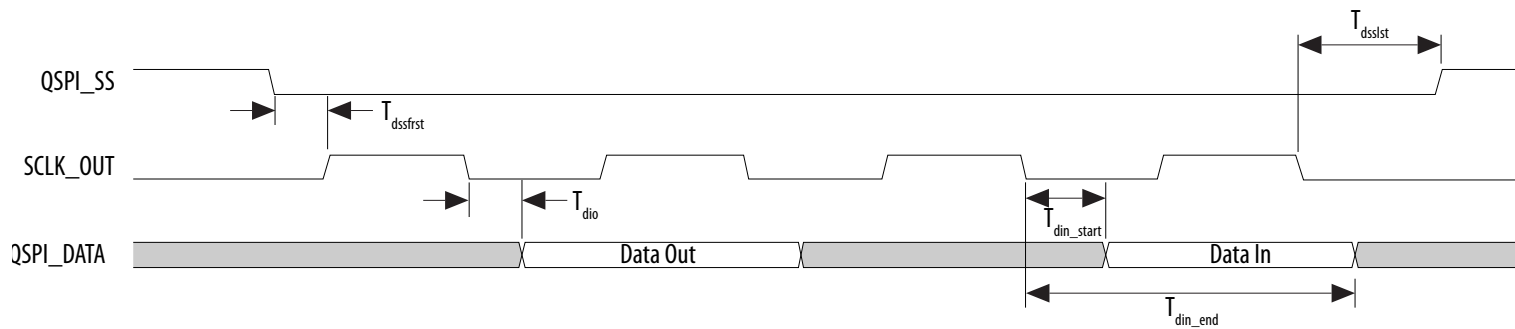 T_dsslst
QSPI_SS
T_dssfrst
SCLK_OUT
T_dio
T_din_start
QSPI_DATA
Data Out
Data In
T_din_end